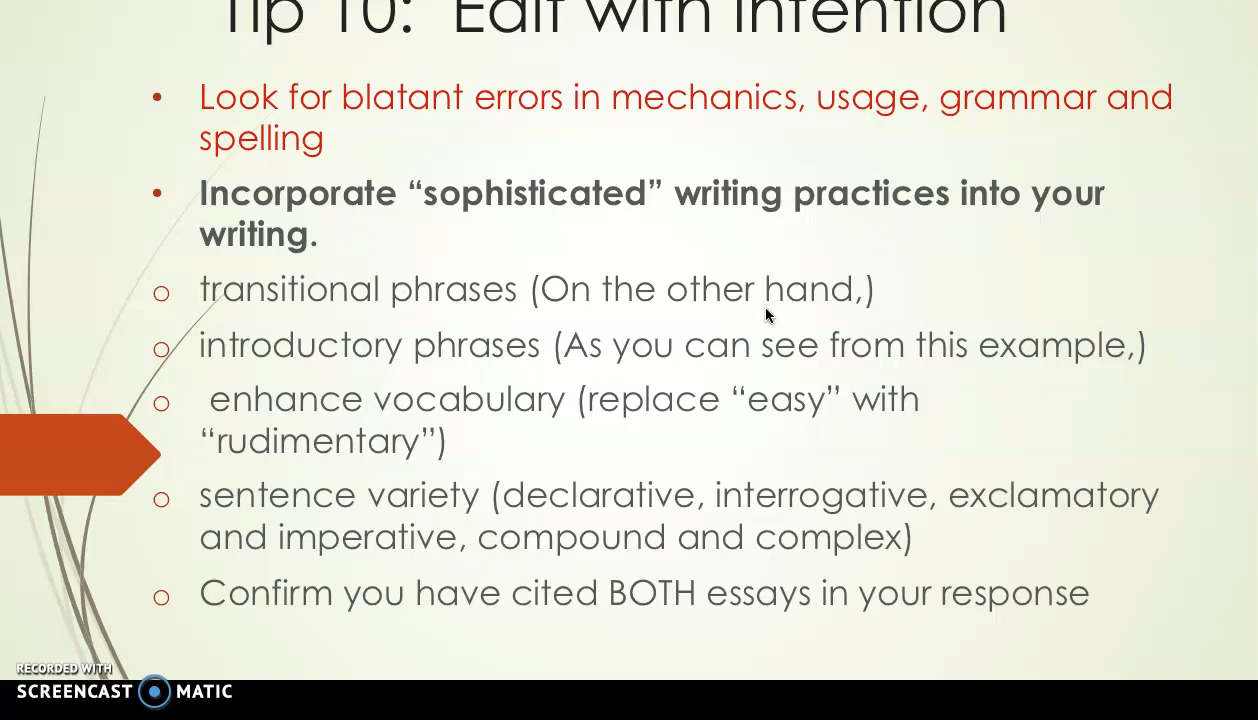 Tip 10: Edit with Intention
• Look for blatant errors in mechanics, usage, grammar and
spelling
• Incorporate “sophisticated” writing practices into your
writing.
o transitional phrases (On the other hand,)
o introductory phrases (As you can see from this example,)
o enhance vocabulary (replace “easy” with
“rudimentary”)
o sentence variety (declarative, interrogative, exclamatory
and imperative, compound and complex)
o Confirm you have cited BOTH essays in your response
RECORDED WITH
SCREENCAST MATIC